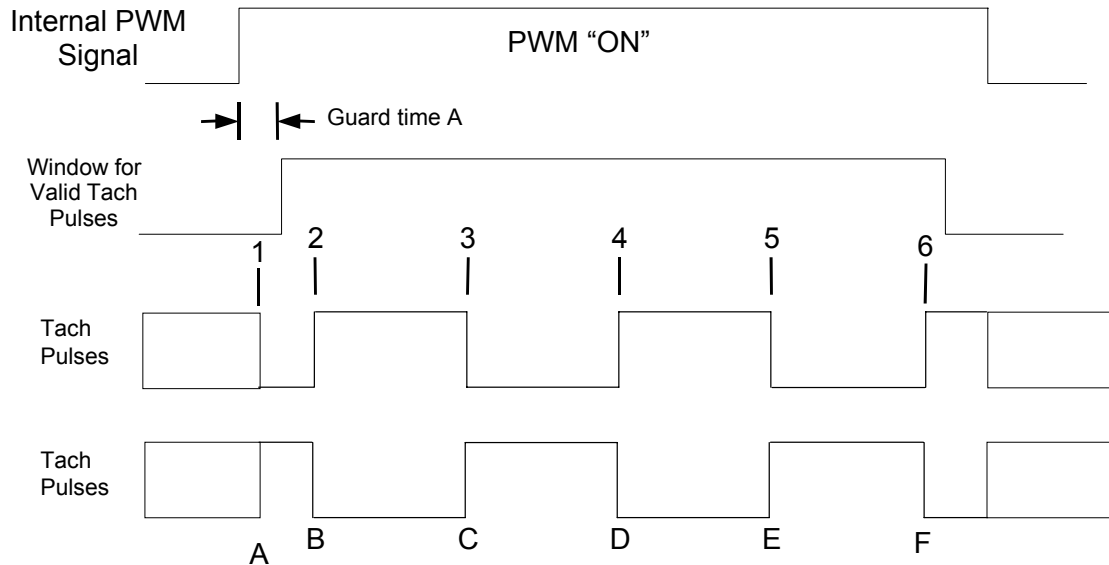 Internal PWM
Signal
PWM “ON”
Guard time A
Window for
Valid Tach
Pulses
1 2 3 4 5 6
Tach
Pulses
Tach
Pulses
A B C D E F